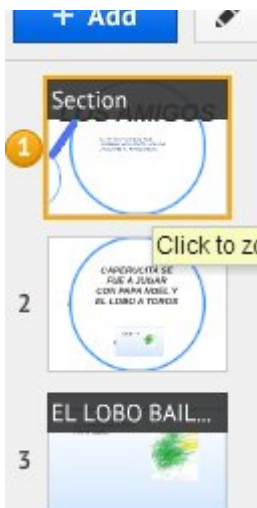 + Add
Section
LOS AMIGOS
1
Click to zo
CAPERUCITA SE
FUE A JUGAR
CON PAPA NOEL Y
EL LOBO A TOROS
2
EL LOBO BAIL...
3